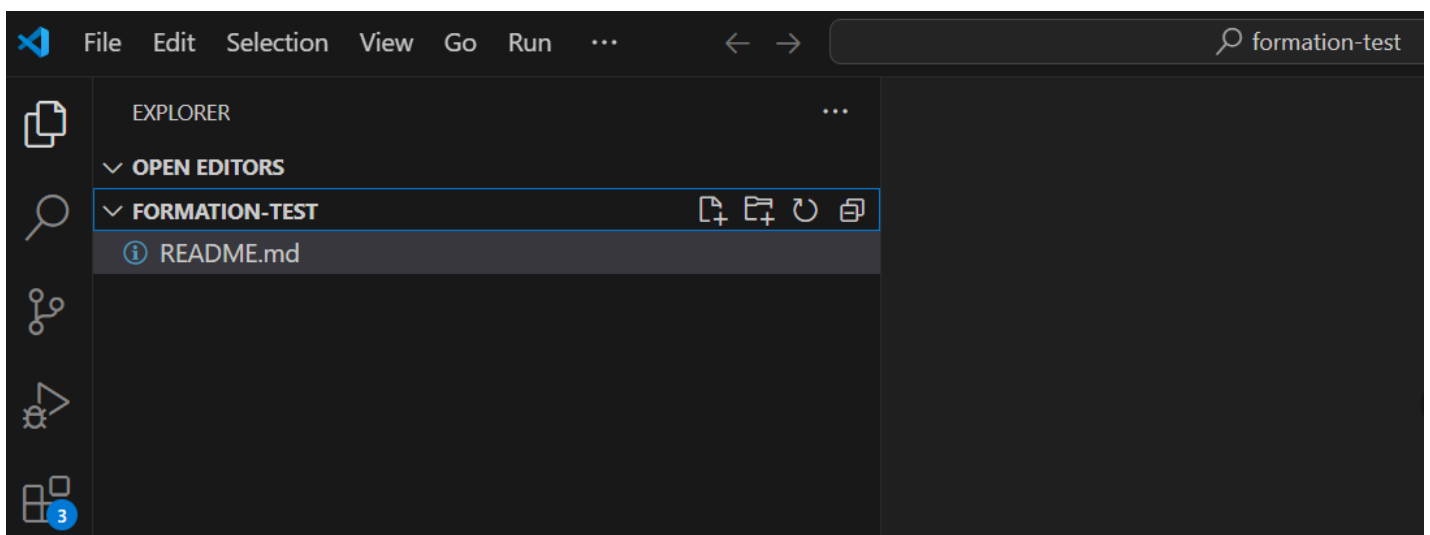 File Edit Selection View Go Run ··· formation-test
EXPLORER ···
OPEN EDITORS
FORMATION-TEST
README.md
3